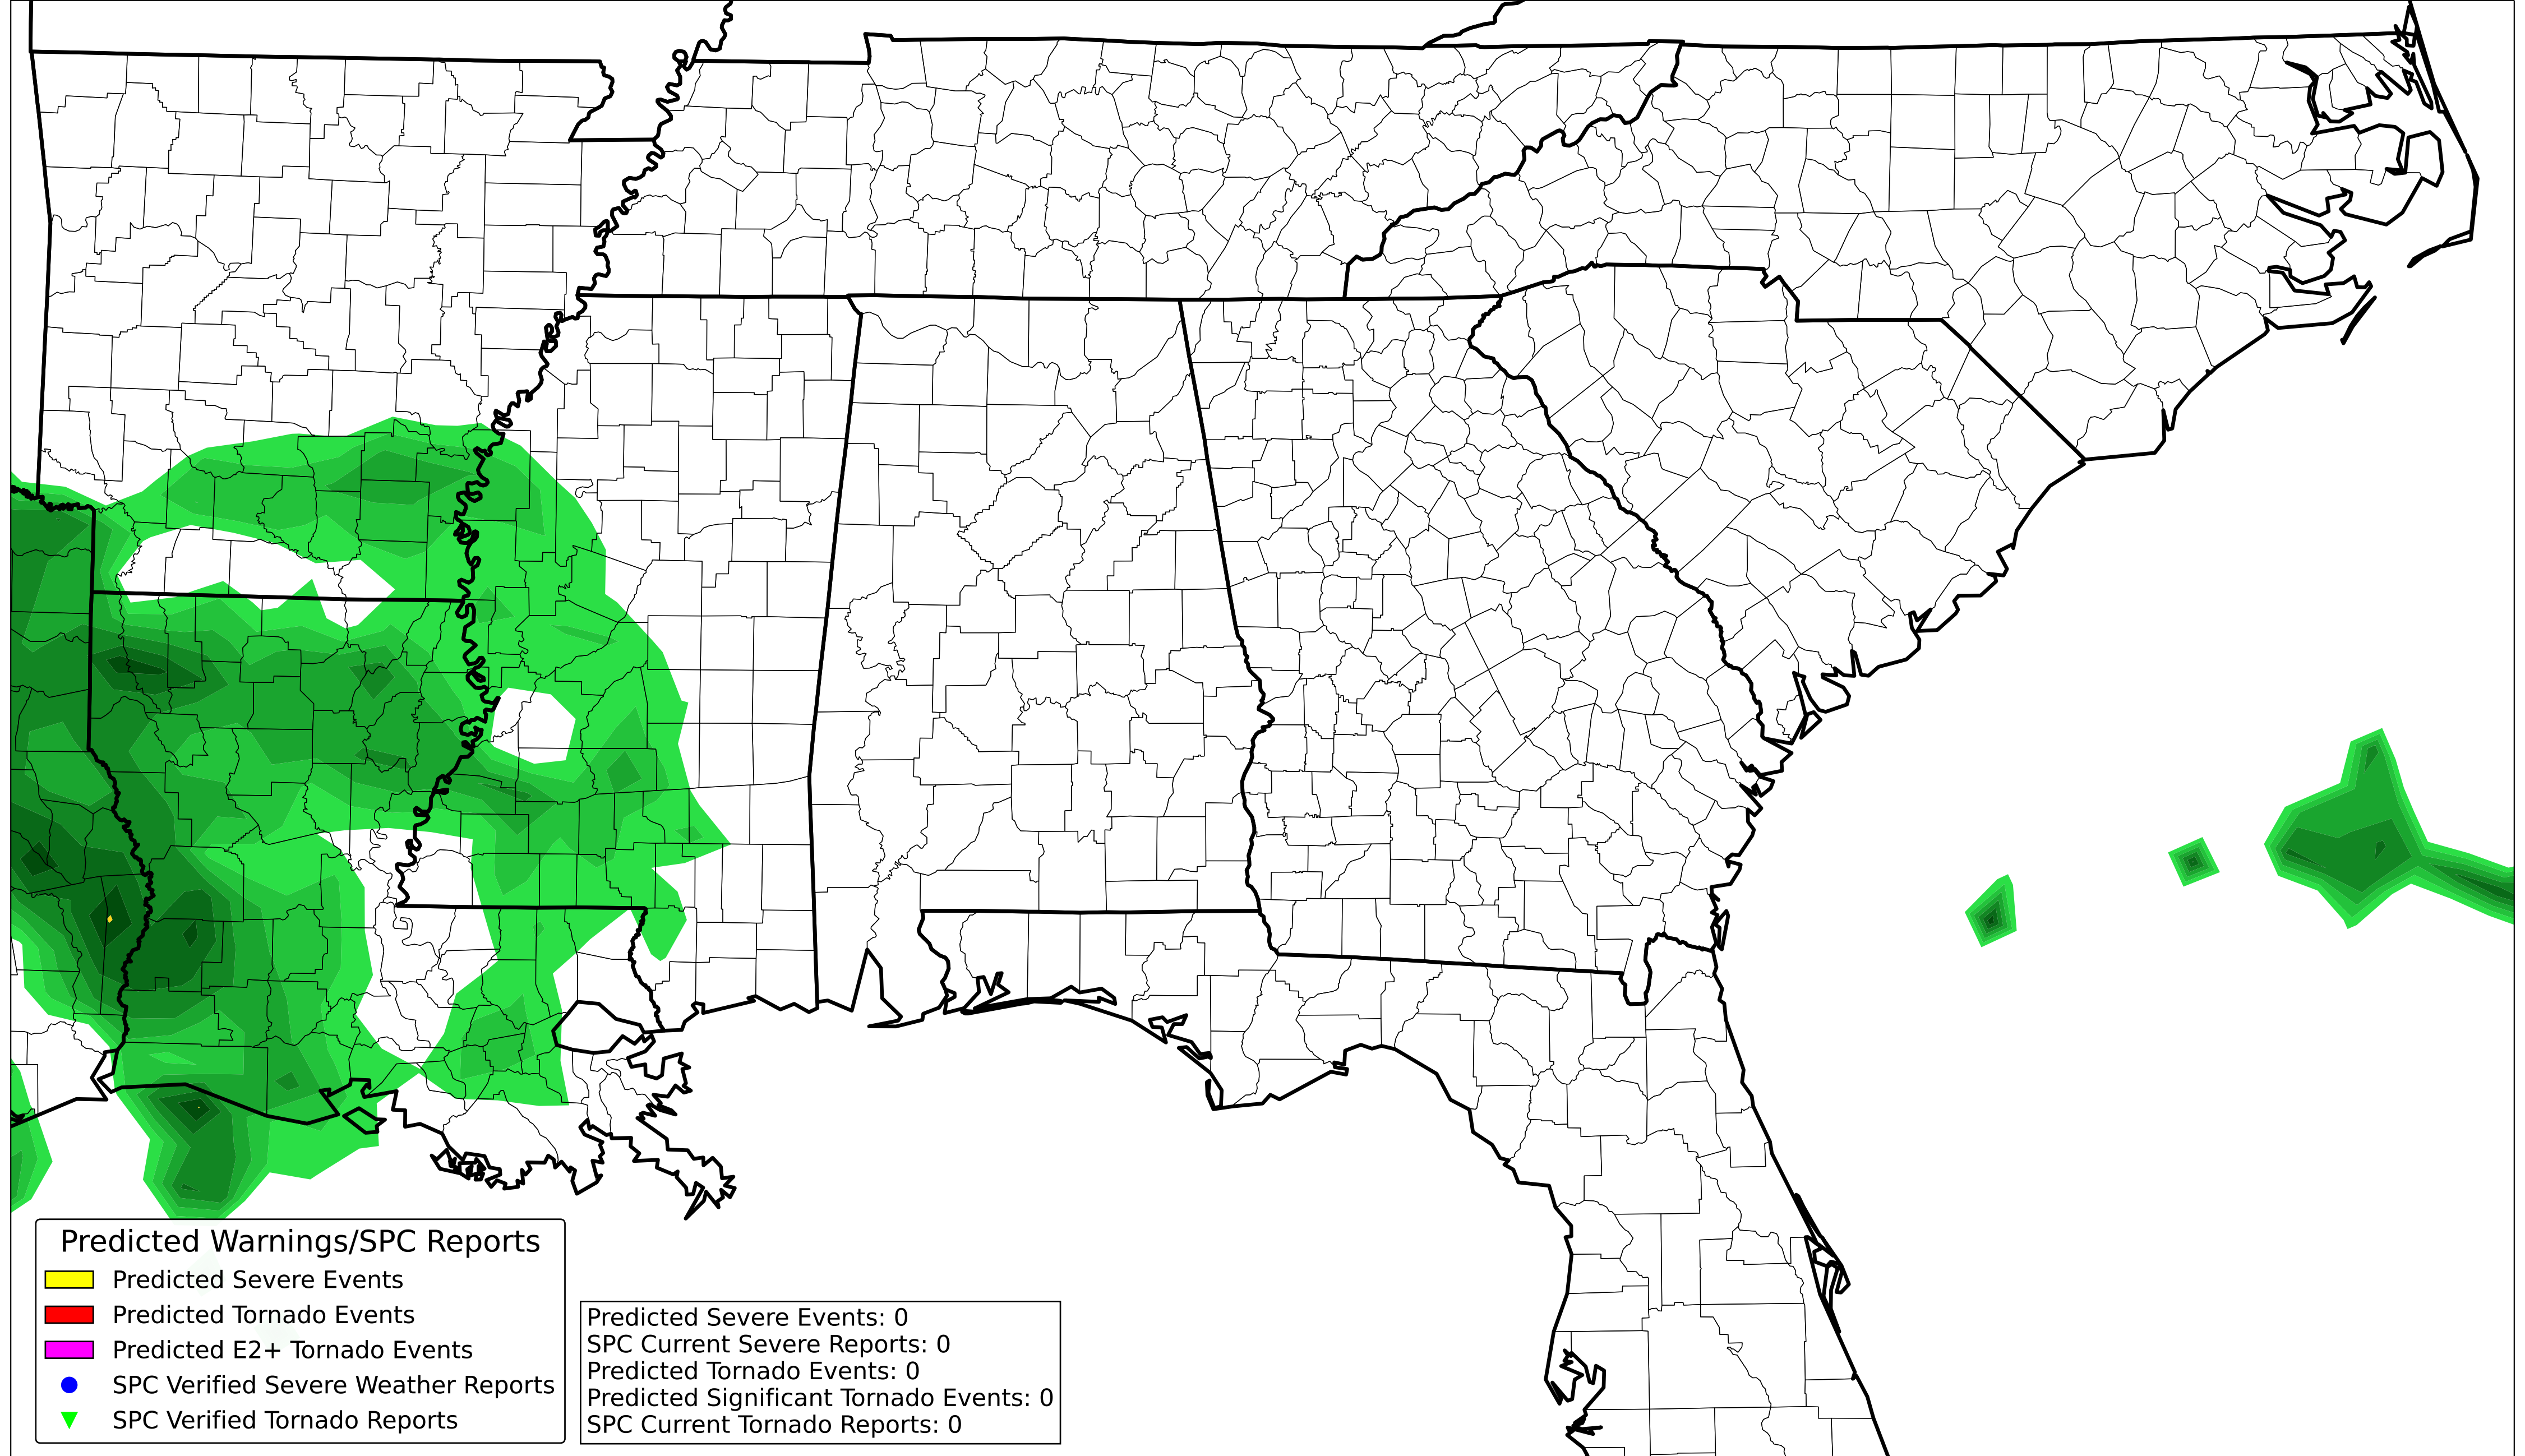 Predicted Warnings/SPC Reports
Predicted Severe Events
Predicted Tornado Events
Predicted E2+ Tornado Events
SPC Verified Severe Weather Reports
SPC Verified Tornado Reports
Predicted Severe Events: 0
SPC Current Severe Reports: 0
Predicted Tornado Events: 0
Predicted Significant Tornado Events: 0
SPC Current Tornado Reports: 0